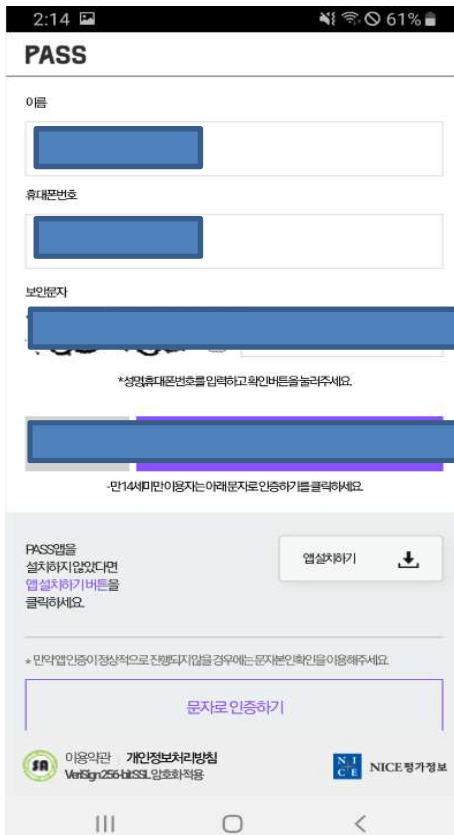 2:14 61%
PASS
이름
휴대폰번호
보안문자
*성명,휴대폰번호를 입력하고 확인버튼을 눌러주세요.
-만14세미만 이용자는 아래 문자로 인증하기를 클릭하세요.
PASS앱을
설치하지 않았다면
앱 설치하기 버튼을
클릭하세요.
앱 설치하기
* 만약 앱 인증이 정상적으로 진행되지 않을 경우에는 문자본인확인을 이용해주세요.
문자로 인증하기
SA
이용약관 개인정보처리방침
VeriSign 256-bit SSL 암호화 적용
NICE NICE평가정보